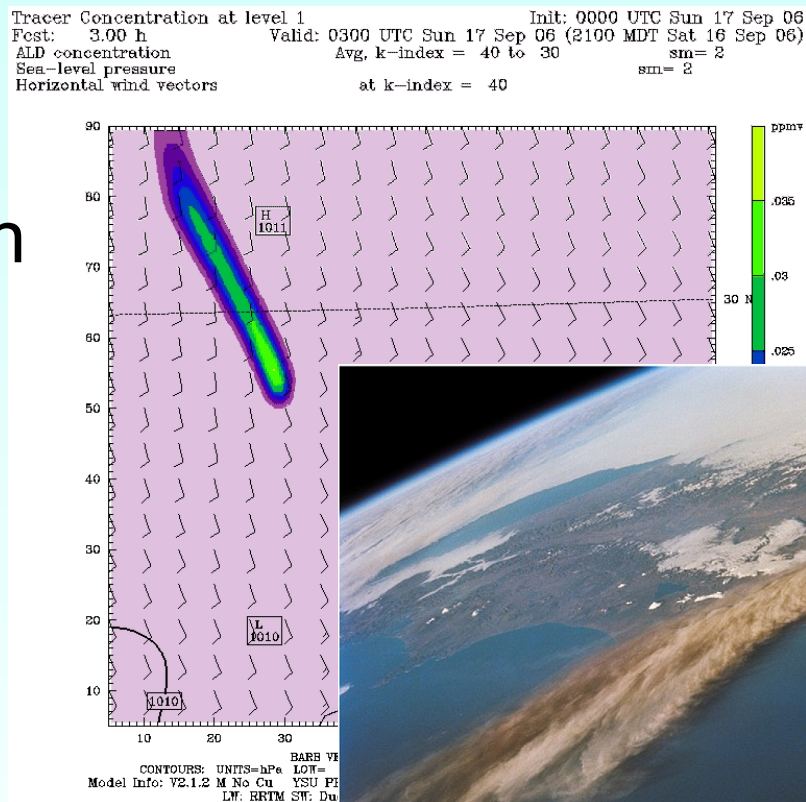 Tracer Concentration at level 1 Init: 0000 UTC Sun 17 Sep 06
Fcst: 3.00 h Valid: 0300 UTC Sun 17 Sep 06 (2100 MDT Sat 16 Sep 06)
ALD concentration Avg, k-index = 40 to 30 sm= 2
Sea-level pressure sm= 2
Horizontal wind vectors at k-index = 40
90
80
70
60
50
40
30
20
10
10 20 30
H
1011
L
1010
1010
30 N
ppmv
.035
.03
.025
n
BARB
CONTOURS: UNITS=hPa LOW=
Model Info: V2.1.2 M No Cu YSU
LW: RRTM SW: